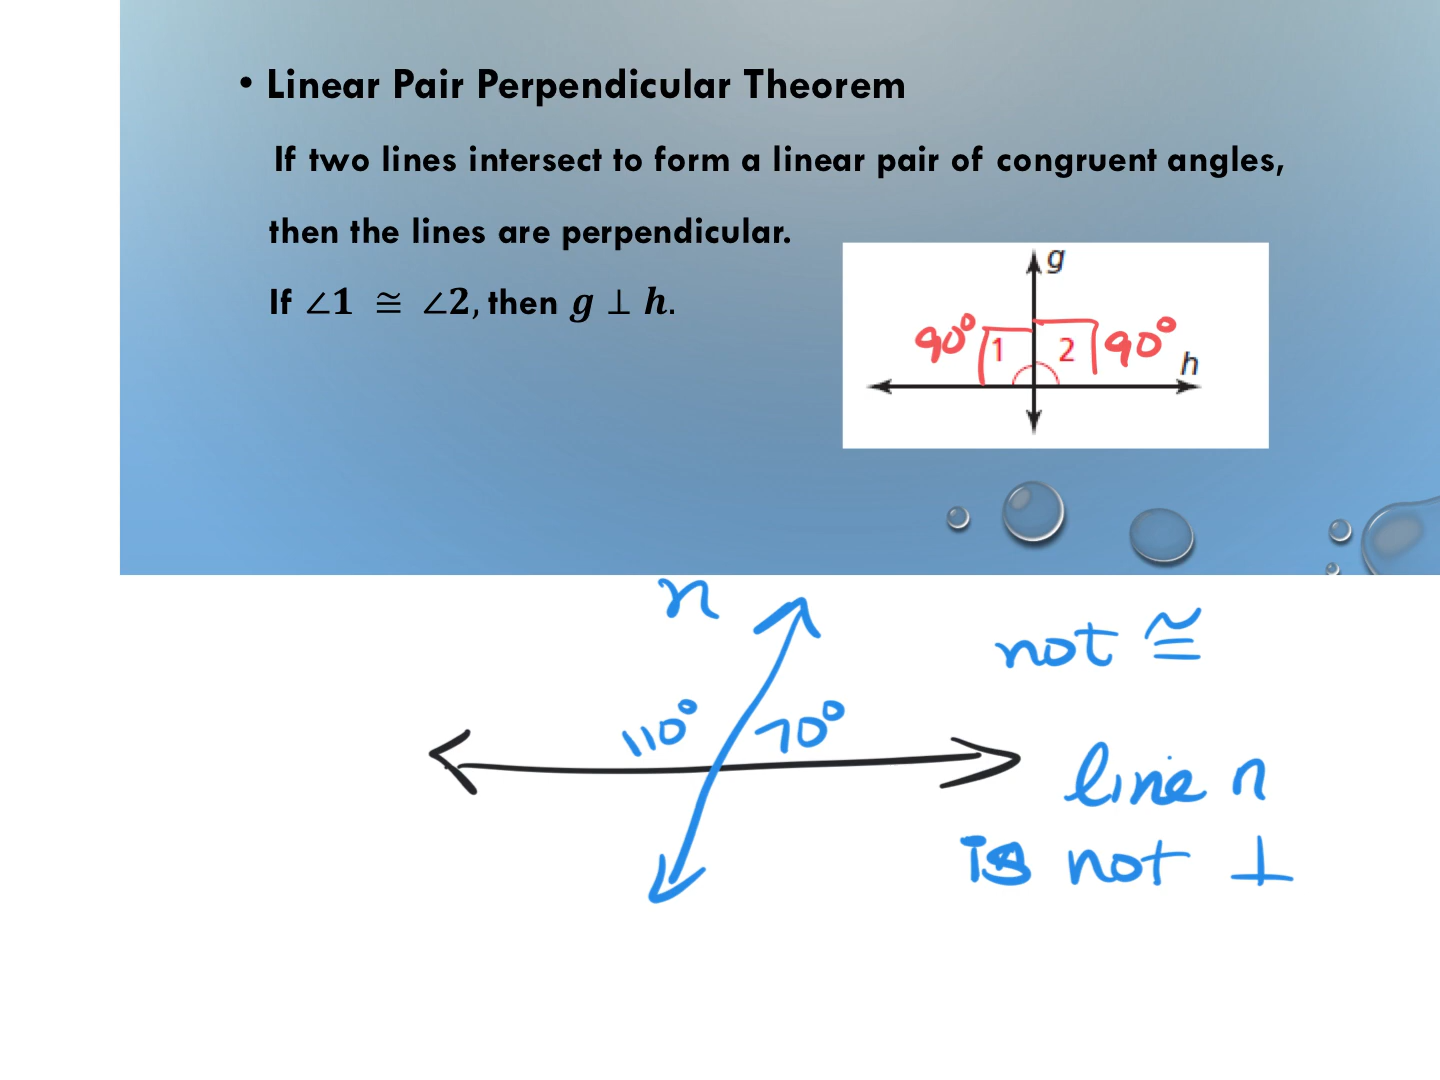 • Linear Pair Perpendicular Theorem
If two lines intersect to form a linear pair of congruent angles,
then the lines are perpendicular.
If ∠1 ≅ ∠2, then g ⊥ h.
g
90° 1 2 90°
h
n
not ≅
110° 70°
line n
is not ⊥